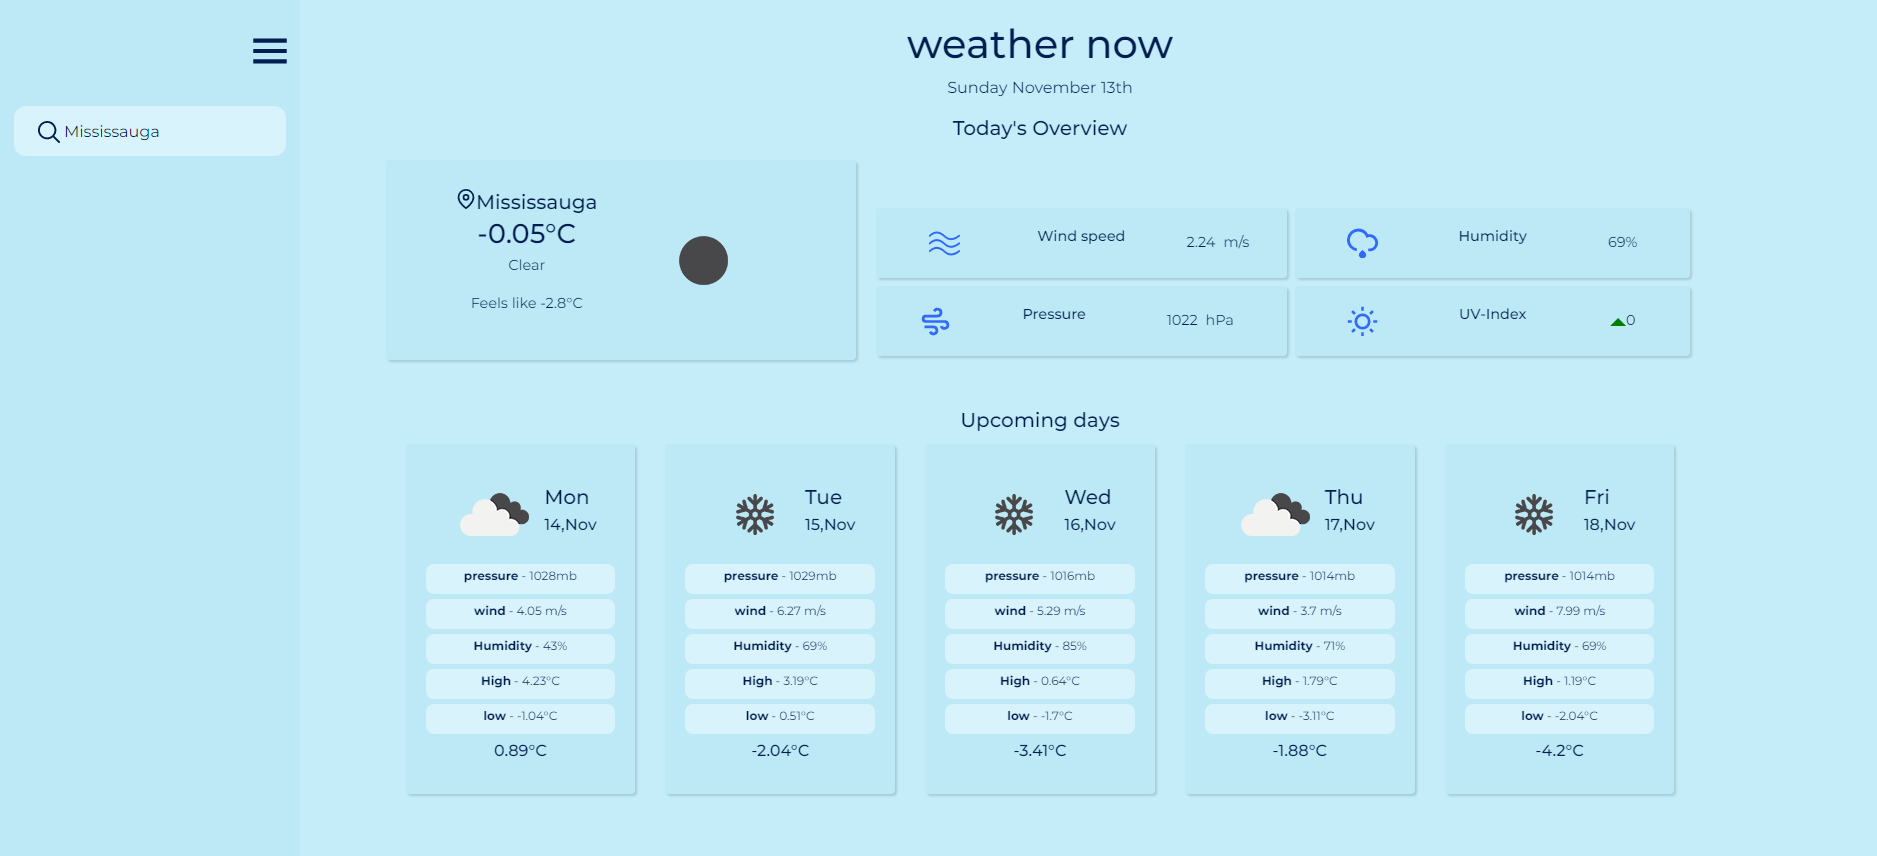 weather now
Sunday November 13th
Mississauga
Today's Overview
Mississauga
-0.05°C
Clear
Feels like -2.8°C
Wind speed 2.24 m/s
Humidity 69%
Pressure 1022 hPa
UV-Index 0
Upcoming days
Mon
14,Nov
pressure - 1028mb
wind - 4.05 m/s
Humidity - 43%
High - 4.23°C
low - -1.04°C
0.89°C
Tue
15,Nov
pressure - 1029mb
wind - 6.27 m/s
Humidity - 69%
High - 3.19°C
low - 0.51°C
-2.04°C
Wed
16,Nov
pressure - 1016mb
wind - 5.29 m/s
Humidity - 85%
High - 0.64°C
low - -1.7°C
-3.41°C
Thu
17,Nov
pressure - 1014mb
wind - 3.7 m/s
Humidity - 71%
High - 1.79°C
low - -3.11°C
-1.88°C
Fri
18,Nov
pressure - 1014mb
wind - 7.99 m/s
Humidity - 69%
High - 1.19°C
low - -2.04°C
-4.2°C